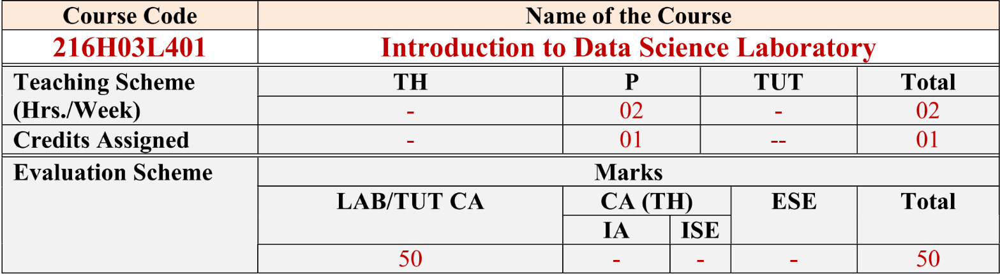 Course Code Name of the Course
216H03L401 Introduction to Data Science Laboratory
Teaching Scheme TH P TUT Total
(Hrs./Week) - 02 - 02
Credits Assigned - 01 -- 01
Evaluation Scheme Marks
LAB/TUT CA CA (TH) ESE Total
IA ISE
50 - - - 50